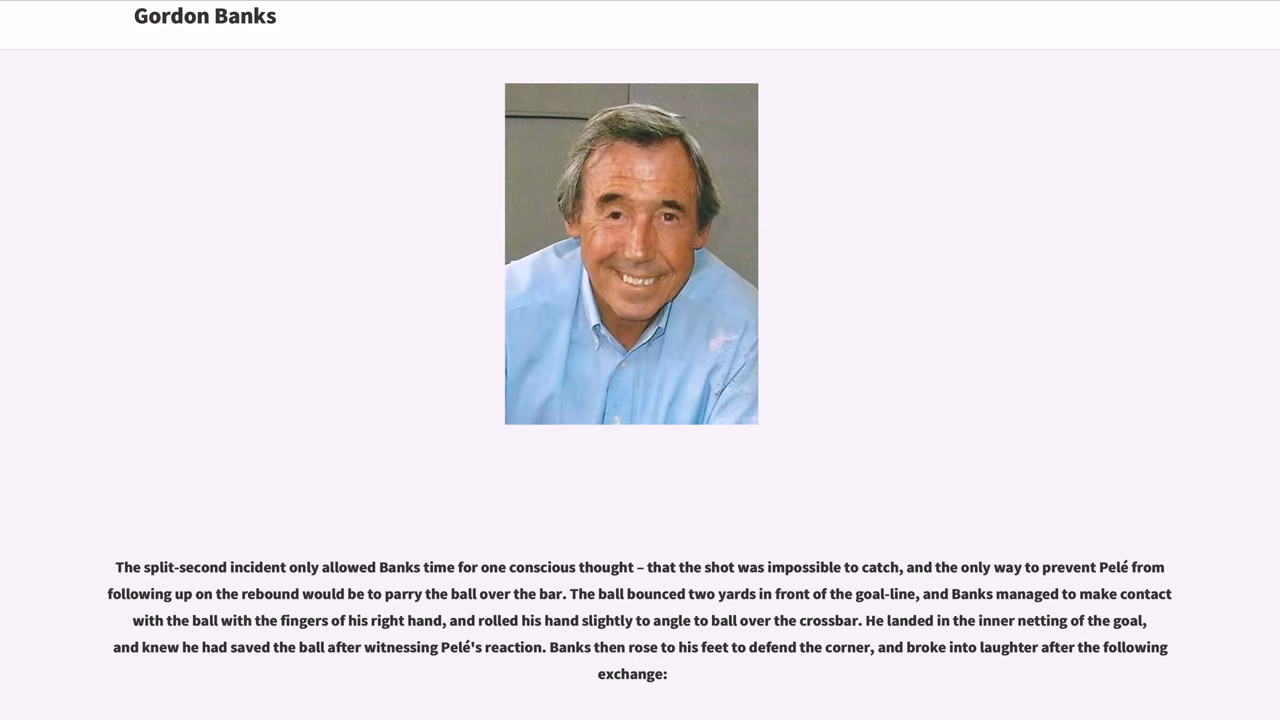 Gordon Banks
The split-second incident only allowed Banks time for one conscious thought – that the shot was impossible to catch, and the only way to prevent Pelé from
following up on the rebound would be to parry the ball over the bar. The ball bounced two yards in front of the goal-line, and Banks managed to make contact
with the ball with the fingers of his right hand, and rolled his hand slightly to angle to ball over the crossbar. He landed in the inner netting of the goal,
and knew he had saved the ball after witnessing Pelé's reaction. Banks then rose to his feet to defend the corner, and broke into laughter after the following
exchange: